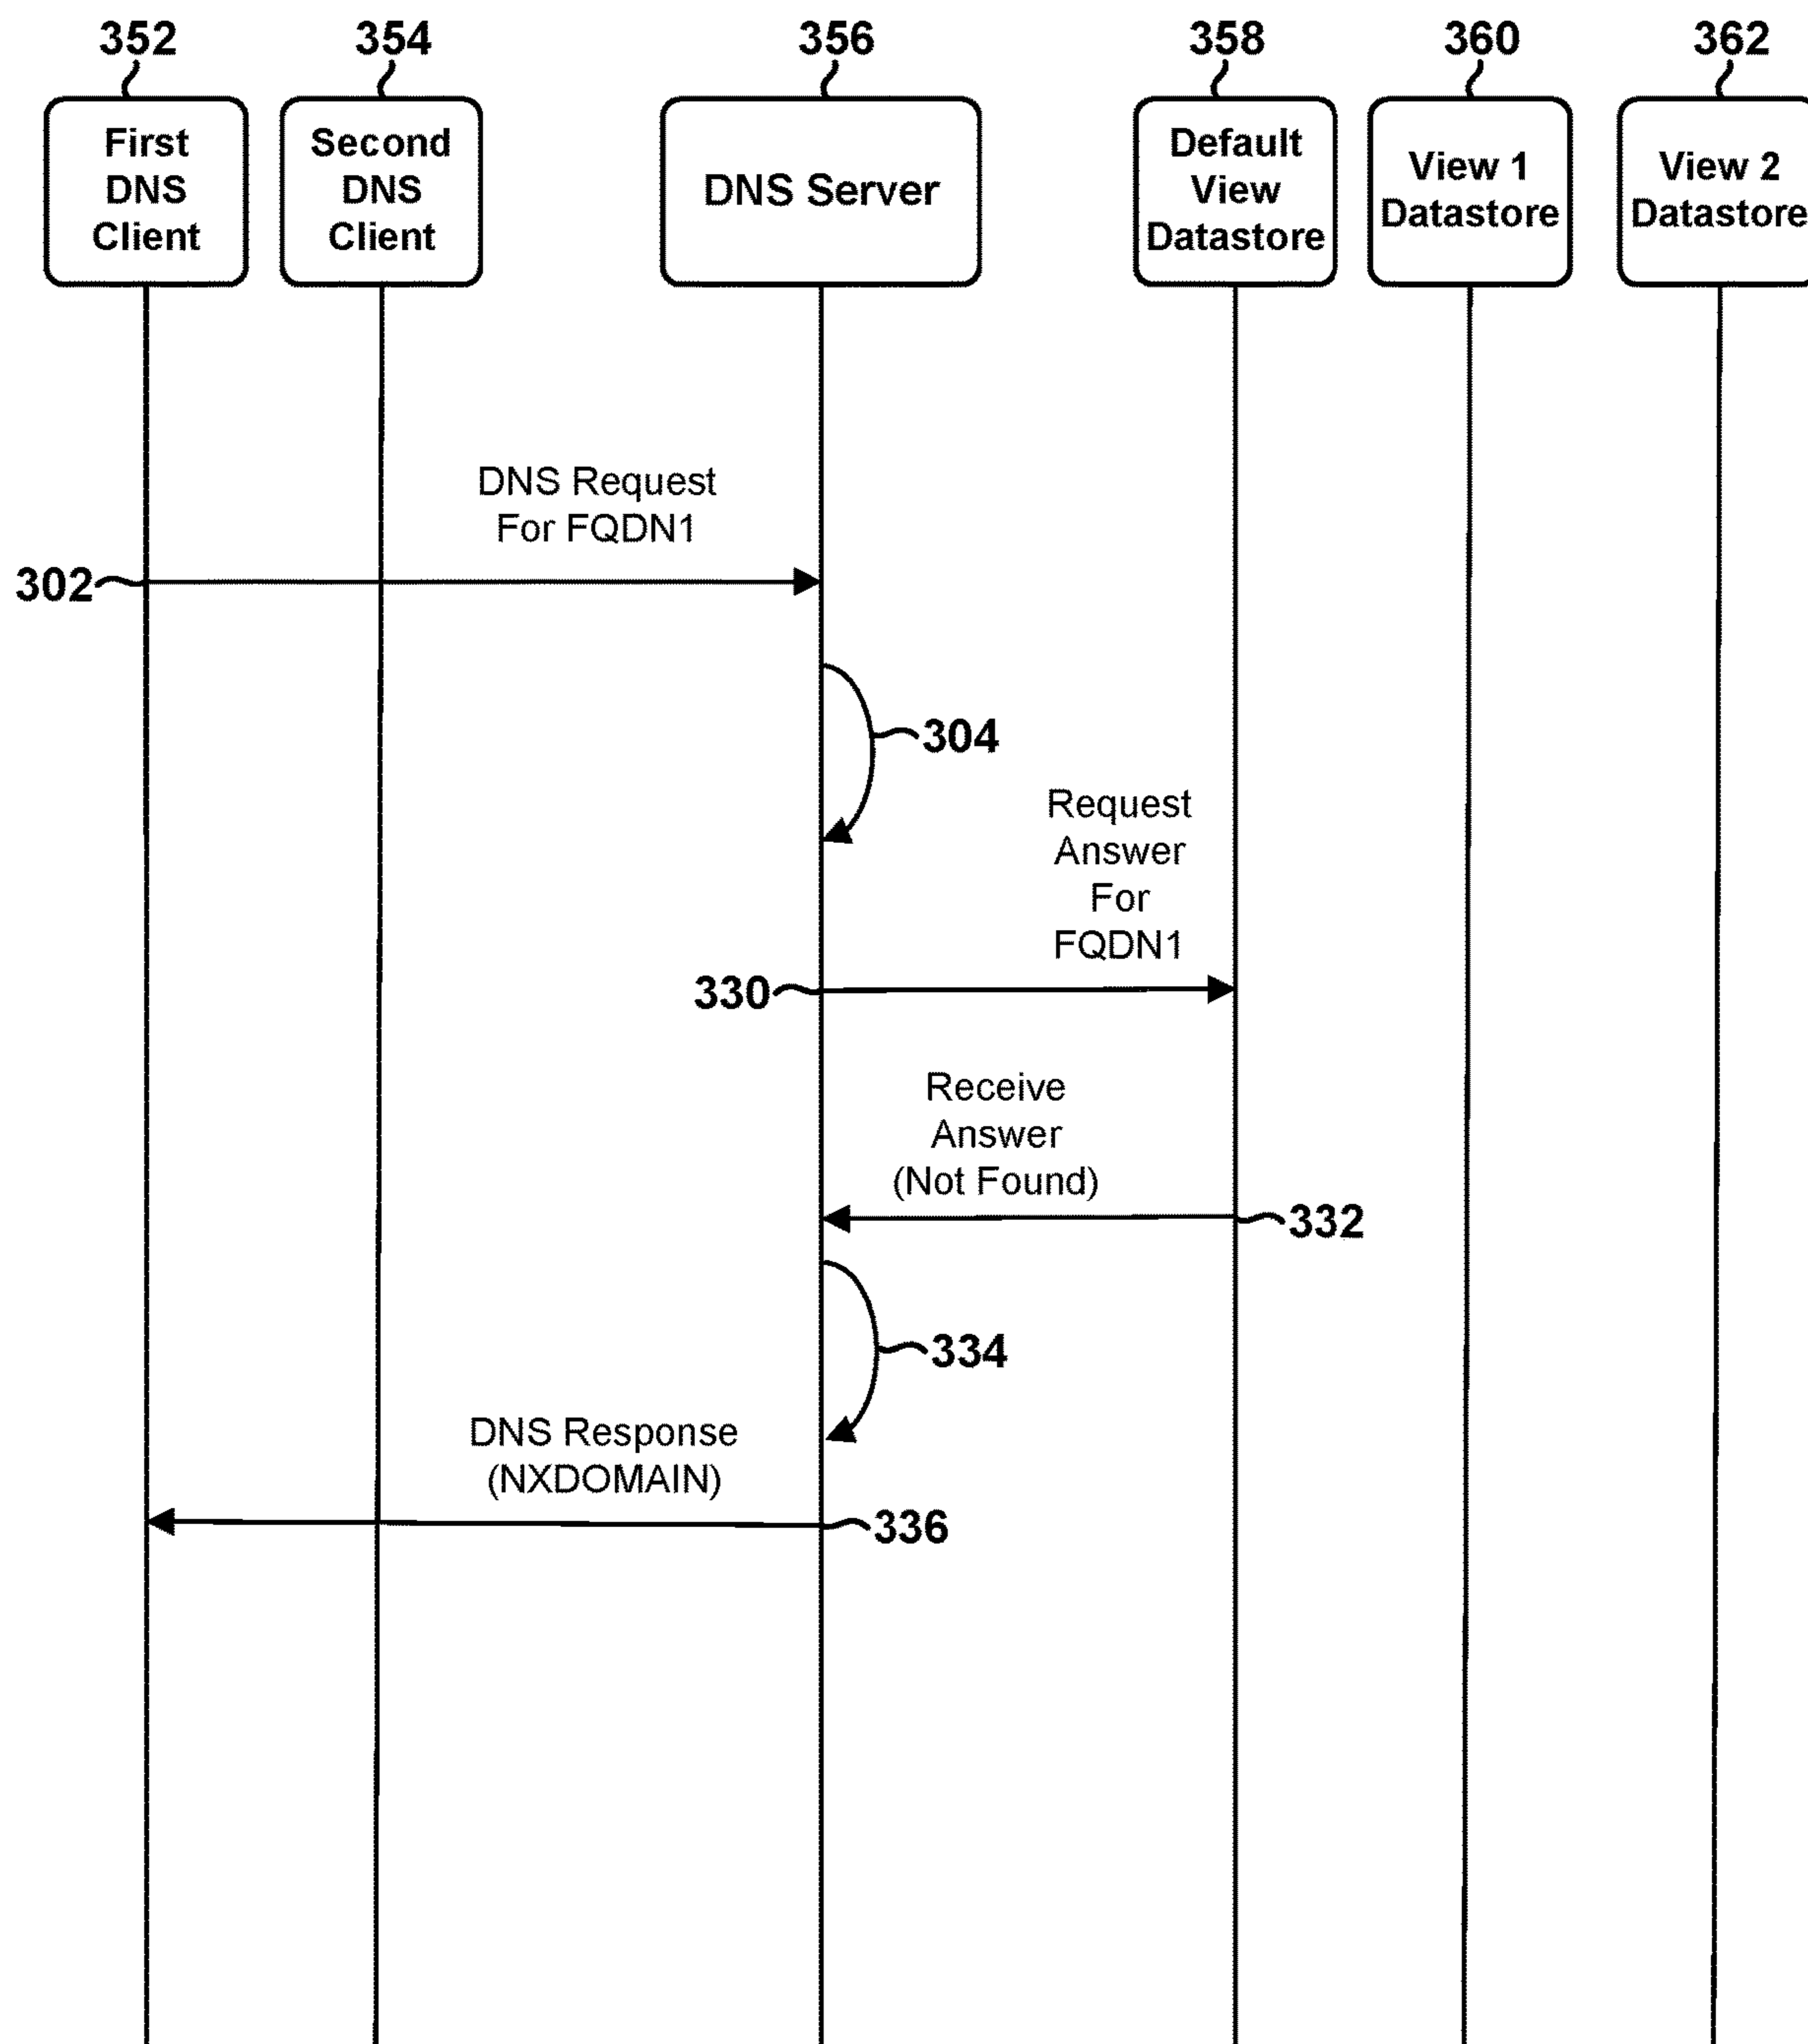 352
354
356
358
360
362
First
DNS
Client
Second
DNS
Client
DNS Server
Default
View
Datastore
View 1
Datastore
View 2
Datastore
DNS Request
For FQDN1
302
304
Request
Answer
For
FQDN1
330
Receive
Answer
(Not Found)
332
334
DNS Response
(NXDOMAIN)
336